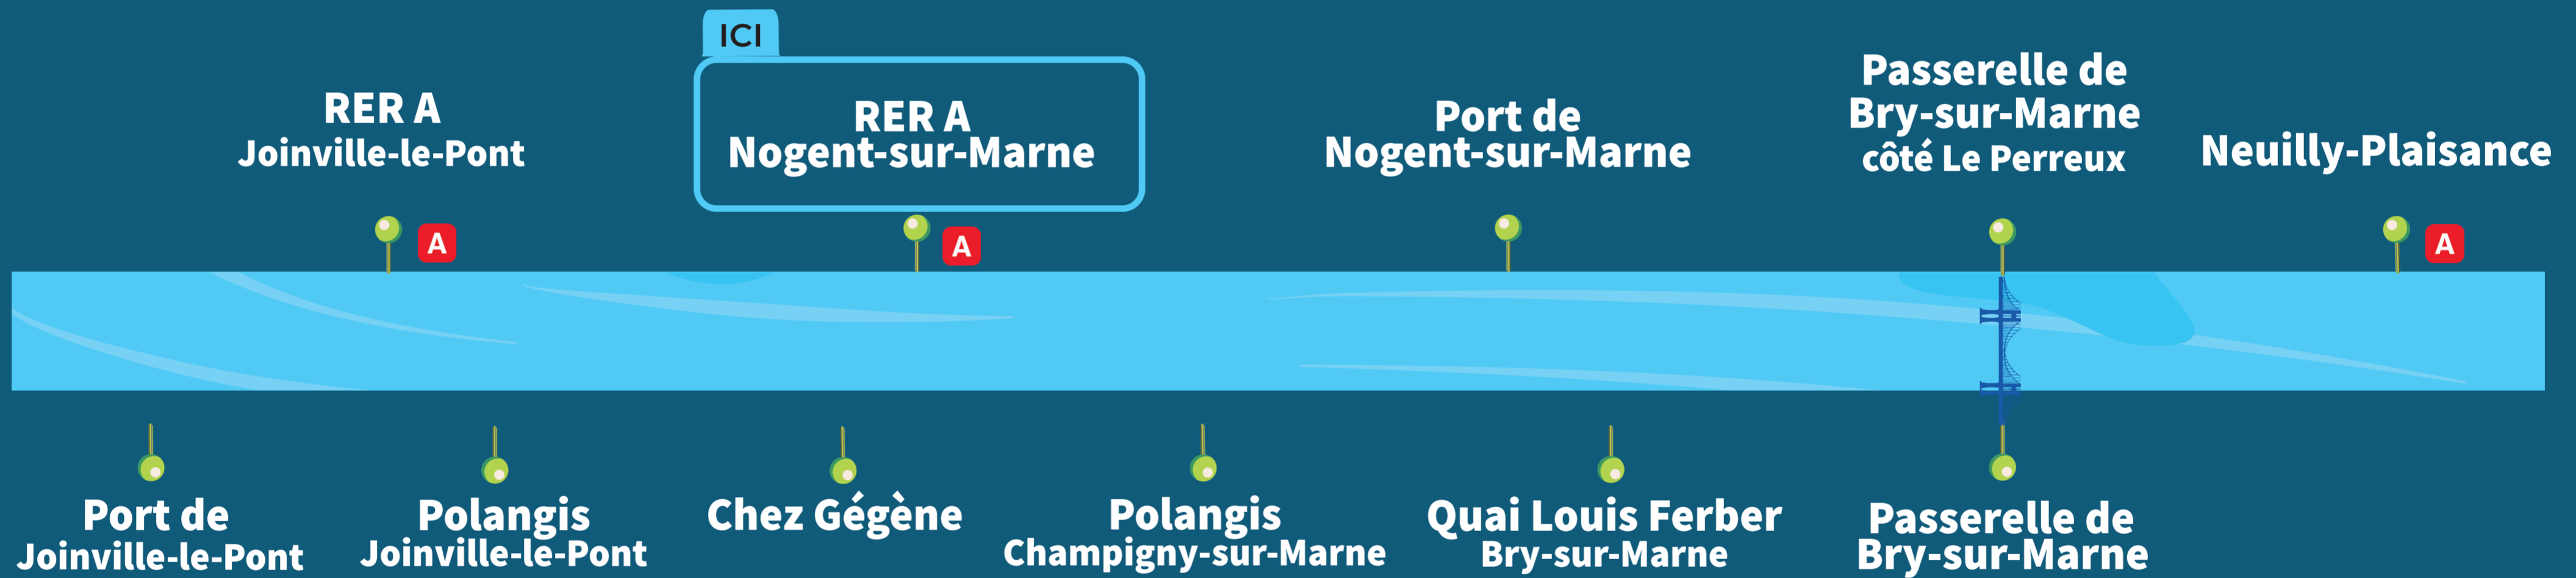 ICI
RER A
Joinville-le-Pont
RER A
Nogent-sur-Marne
Port de
Nogent-sur-Marne
Passerelle de
Bry-sur-Marne
côté Le Perreux
Neuilly-Plaisance
A
A
A
Port de
Joinville-le-Pont
Polangis
Joinville-le-Pont
Chez Gégène
Polangis
Champigny-sur-Marne
Quai Louis Ferber
Bry-sur-Marne
Passerelle de
Bry-sur-Marne